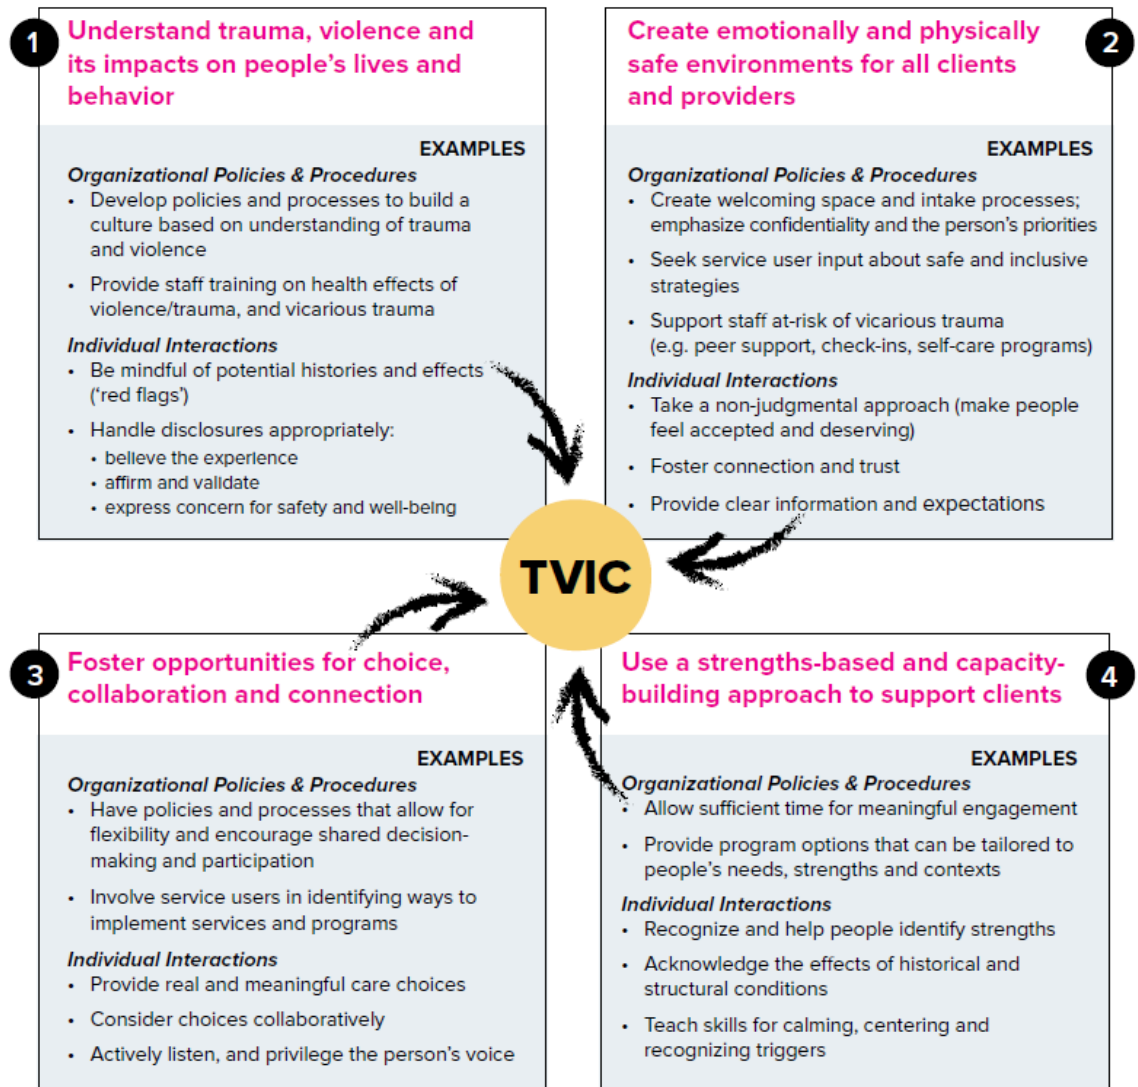 1
Understand trauma, violence and
its impacts on people's lives and
behavior
EXAMPLES
Organizational Policies & Procedures
• Develop policies and processes to build a
culture based on understanding of trauma
and violence
• Provide staff training on health effects of
violence/trauma, and vicarious trauma
Individual Interactions
• Be mindful of potential histories and effects
('red flags')
• Handle disclosures appropriately:
• believe the experience
• affirm and validate
• express concern for safety and well-being
Create emotionally and physically
safe environments for all clients
and providers
2
EXAMPLES
Organizational Policies & Procedures
• Create welcoming space and intake processes;
emphasize confidentiality and the person's priorities
• Seek service user input about safe and inclusive
strategies
• Support staff at-risk of vicarious trauma
(e.g. peer support, check-ins, self-care programs)
Individual Interactions
• Take a non-judgmental approach (make people
feel accepted and deserving)
• Foster connection and trust
• Provide clear information and expectations
TVIC
3
Foster opportunities for choice,
collaboration and connection
EXAMPLES
Organizational Policies & Procedures
• Have policies and processes that allow for
flexibility and encourage shared decision-
making and participation
• Involve service users in identifying ways to
implement services and programs
Individual Interactions
• Provide real and meaningful care choices
• Consider choices collaboratively
• Actively listen, and privilege the person's voice
Use a strengths-based and capacity-
building approach to support clients
4
EXAMPLES
Organizational Policies & Procedures
• Allow sufficient time for meaningful engagement
• Provide program options that can be tailored to
people's needs, strengths and contexts
Individual Interactions
• Recognize and help people identify strengths
• Acknowledge the effects of historical and
structural conditions
• Teach skills for calming, centering and
recognizing triggers